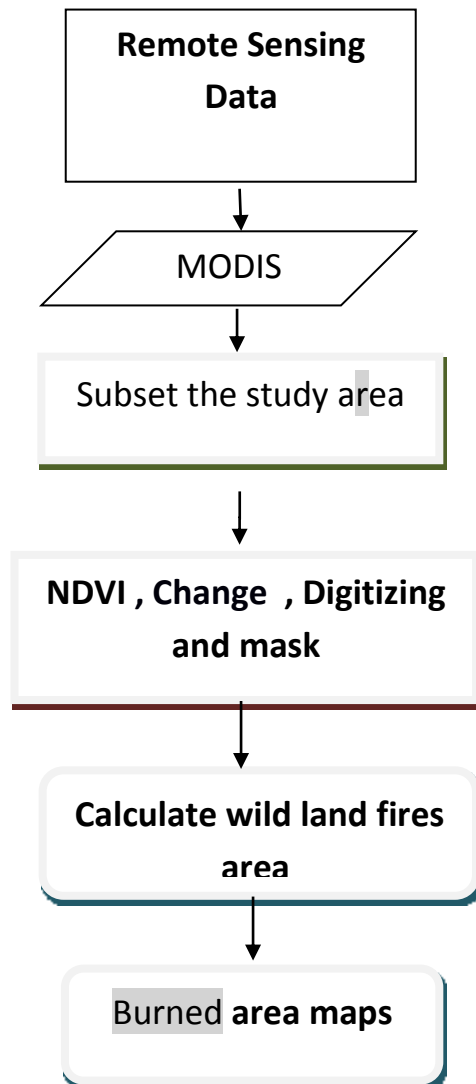 Remote Sensing
Data
MODIS
Subset the study area
NDVI , Change , Digitizing
and mask
Calculate wild land fires
area
Burned area maps